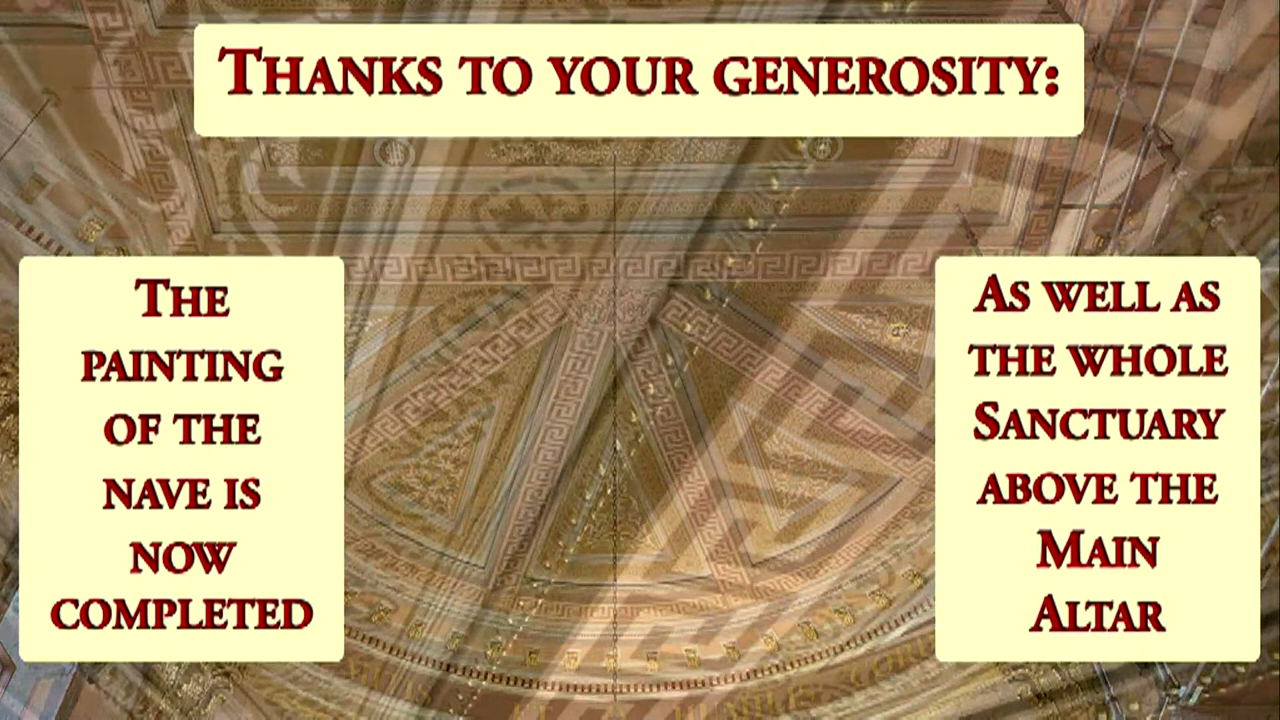 THANKS TO YOUR GENEROSITY:
THE
PAINTING
OF THE
NAVE IS
NOW
COMPLETED
AS WELL AS
THE WHOLE
SANCTUARY
ABOVE THE
MAIN
ALTAR